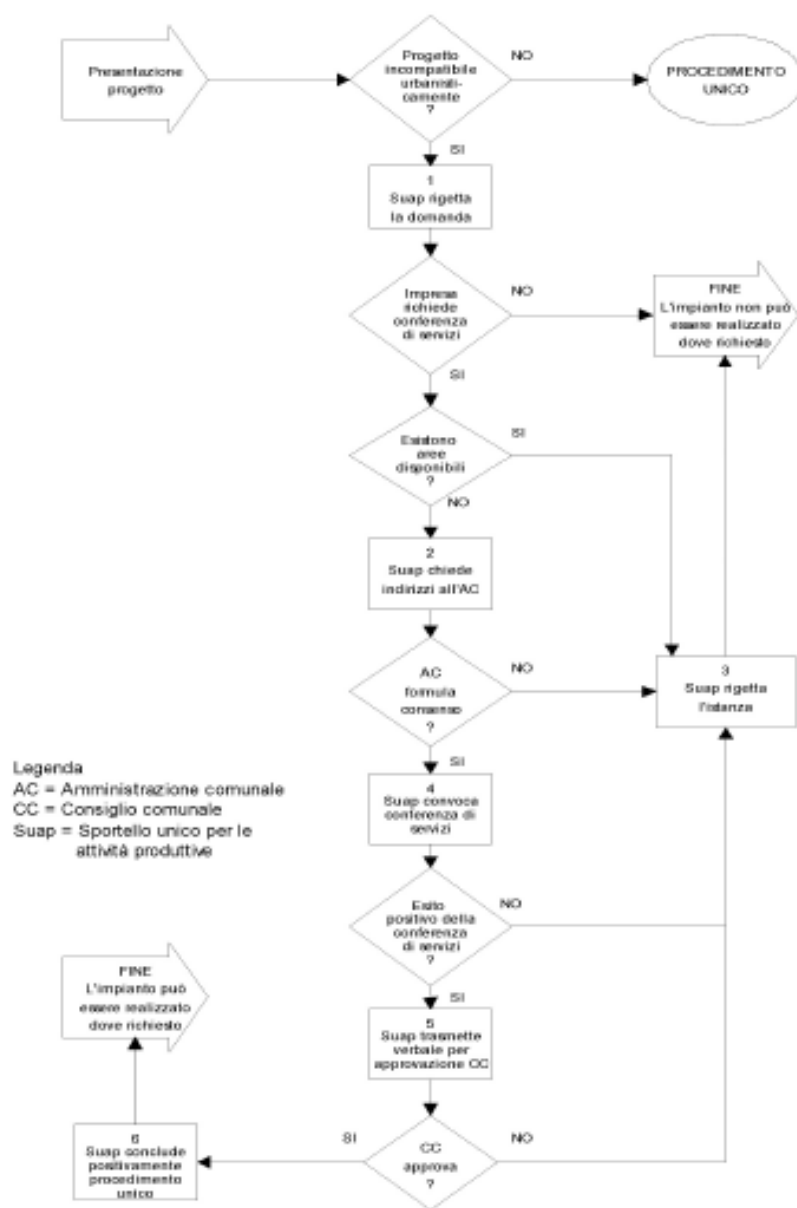 Presentazione
progetto
Progetto
incompatibile
urbanisti-
camente
?
NO
PROCEDIMENTO
UNICO
SI
1
Suap rigetta
la domanda
Impresa
richiede
conferenza
di servizi
NO
FINE
L'impianto non può
essere realizzato
dove richiesto
SI
Esistono
aree
disponibili
?
SI
NO
2
Suap chiede
indirizzi all'AC
AC
formula
consenso
?
NO
3
Suap rigetta
l'istanza
SI
Legenda
AC = Amministrazione comunale
CC = Consiglio comunale
Suap = Sportello unico per le
attività produttive
4
Suap convoca
conferenza di
servizi
Esito
positivo della
conferenza
di servizi
?
NO
SI
FINE
L'impianto può
essere realizzato
dove richiesto
5
Suap trasmette
verbale per
approvazione CC
6
Suap conclude
positivamente
procedimento
unico
SI
CC
approva
?
NO